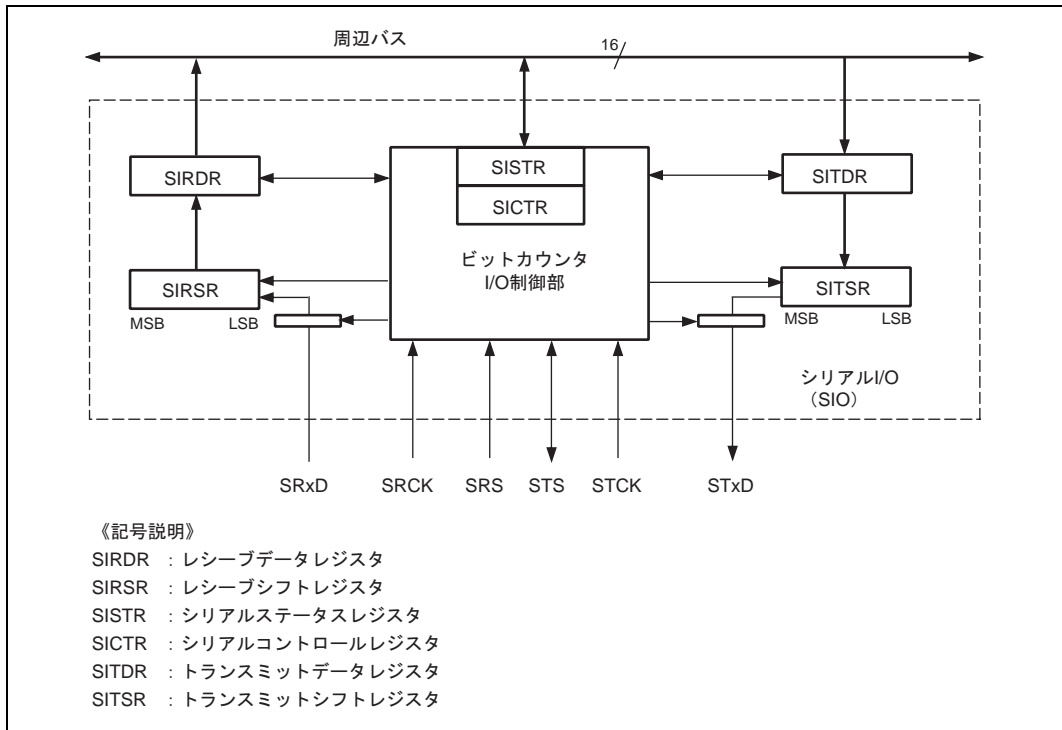 周辺バス
16
SIRDR
SISTR
SITDR
SICTR
ビットカウンタ
I/O制御部
SIRSR
SITSR
MSB
LSB
MSB
LSB
シリアルI/O
（SIO）
SRxD
SRCK
SRS
STS
STCK
STxD
《記号説明》
SIRDR ：レシーブデータレジスタ
SIRSR ：レシーブシフトレジスタ
SISTR ：シリアルステータスレジスタ
SICTR ：シリアルコントロールレジスタ
SITDR ：トランスミットデータレジスタ
SITSR ：トランスミットシフトレジスタ